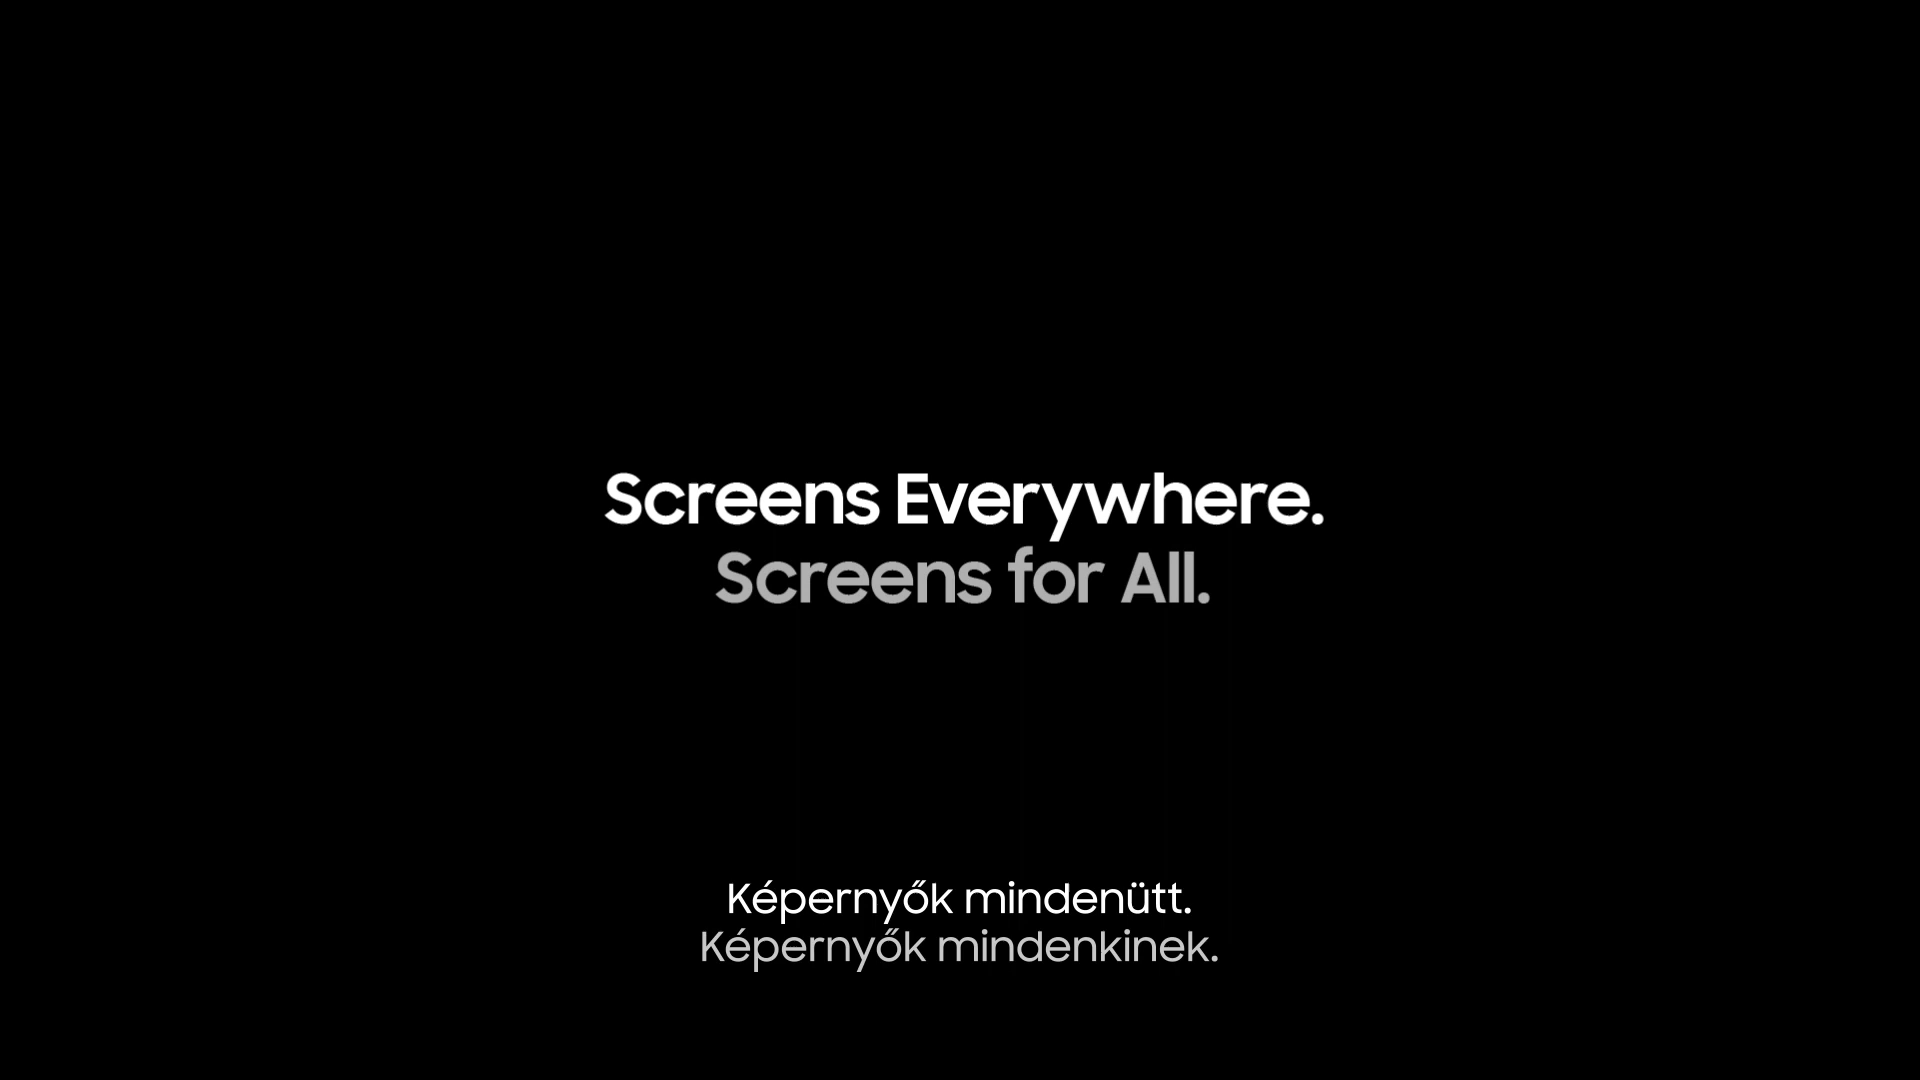 Screens Everywhere.
Screens for All.
Képernyők mindenütt.
Képernyők mindenkinek.